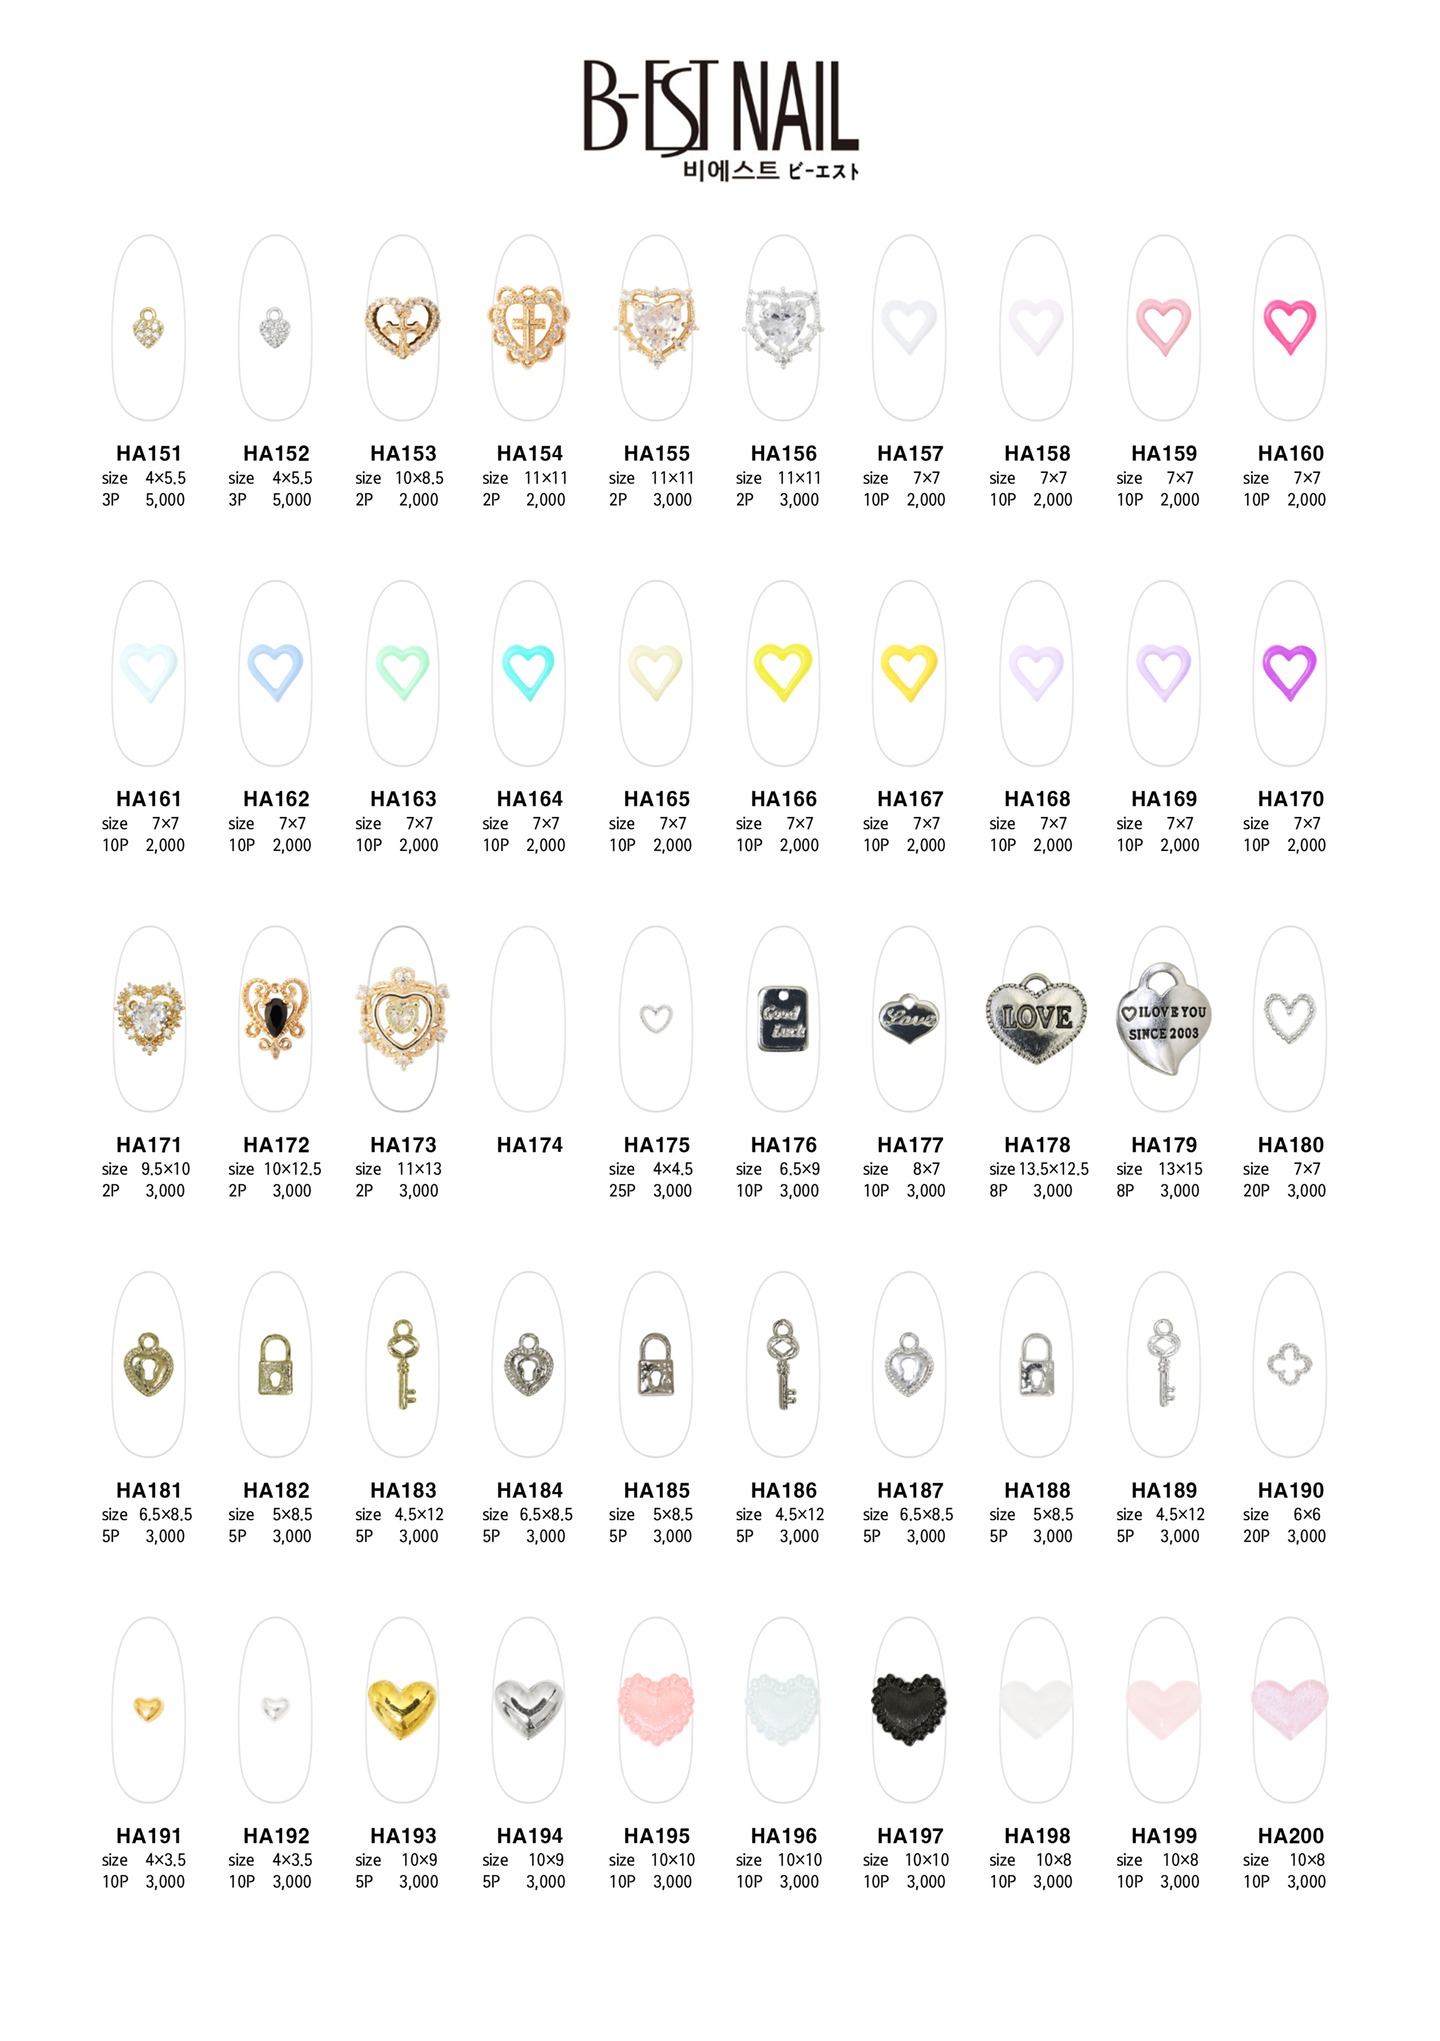 B-EST NAIL
비에스트 ビーエスト
HA151 HA152 HA153 HA154 HA155 HA156 HA157 HA158 HA159 HA160
size 4×5.5 size 4×5.5 size 10×8.5 size 11×11 size 11×11 size 11×11 size 7×7 size 7×7 size 7×7 size 7×7
3P 5,000 3P 5,000 2P 2,000 2P 2,000 2P 3,000 2P 3,000 10P 2,000 10P 2,000 10P 2,000 10P 2,000
HA161 HA162 HA163 HA164 HA165 HA166 HA167 HA168 HA169 HA170
size 7×7 size 7×7 size 7×7 size 7×7 size 7×7 size 7×7 size 7×7 size 7×7 size 7×7 size 7×7
10P 2,000 10P 2,000 10P 2,000 10P 2,000 10P 2,000 10P 2,000 10P 2,000 10P 2,000 10P 2,000 10P 2,000
Good
Luck
Love
LOVE
I LOVE YOU
SINCE 2003
HA171 HA172 HA173 HA174 HA175 HA176 HA177 HA178 HA179 HA180
size 9.5×10 size 10×12.5 size 11×13 size 4×4.5 size 6.5×9 size 8×7 size 13.5×12.5 size 13×15 size 7×7
2P 3,000 2P 3,000 2P 3,000 25P 3,000 10P 3,000 10P 3,000 8P 3,000 8P 3,000 20P 3,000
HA181 HA182 HA183 HA184 HA185 HA186 HA187 HA188 HA189 HA190
size 6.5×8.5 size 5×8.5 size 4.5×12 size 6.5×8.5 size 5×8.5 size 4.5×12 size 6.5×8.5 size 5×8.5 size 4.5×12 size 6×6
5P 3,000 5P 3,000 5P 3,000 5P 3,000 5P 3,000 5P 3,000 5P 3,000 5P 3,000 5P 3,000 20P 3,000
HA191 HA192 HA193 HA194 HA195 HA196 HA197 HA198 HA199 HA200
size 4×3.5 size 4×3.5 size 10×9 size 10×9 size 10×10 size 10×10 size 10×10 size 10×8 size 10×8 size 10×8
10P 3,000 10P 3,000 5P 3,000 5P 3,000 10P 3,000 10P 3,000 10P 3,000 10P 3,000 10P 3,000 10P 3,000